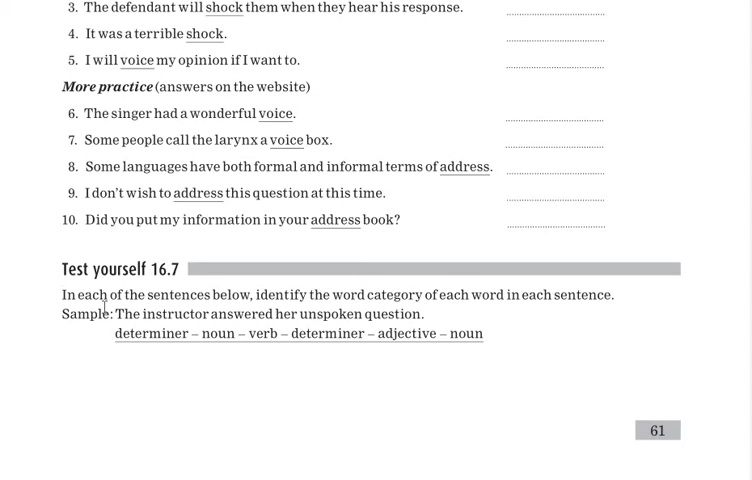 3. The defendant will shock them when they hear his response.
4. It was a terrible shock.
5. I will voice my opinion if I want to.
More practice (answers on the website)
6. The singer had a wonderful voice.
7. Some people call the larynx a voice box.
8. Some languages have both formal and informal terms of address.
9. I don't wish to address this question at this time.
10. Did you put my information in your address book?
Test yourself 16.7
In each of the sentences below, identify the word category of each word in each sentence.
Sample: The instructor answered her unspoken question.
determiner – noun – verb – determiner – adjective – noun
61